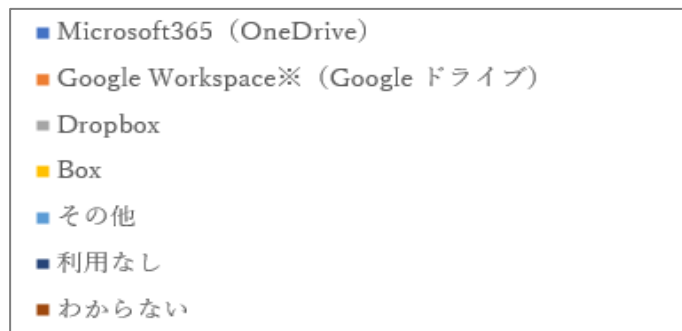 Microsoft365（OneDrive）
Google Workspace※（Google ドライブ）
Dropbox
Box
その他
利用なし
わからない